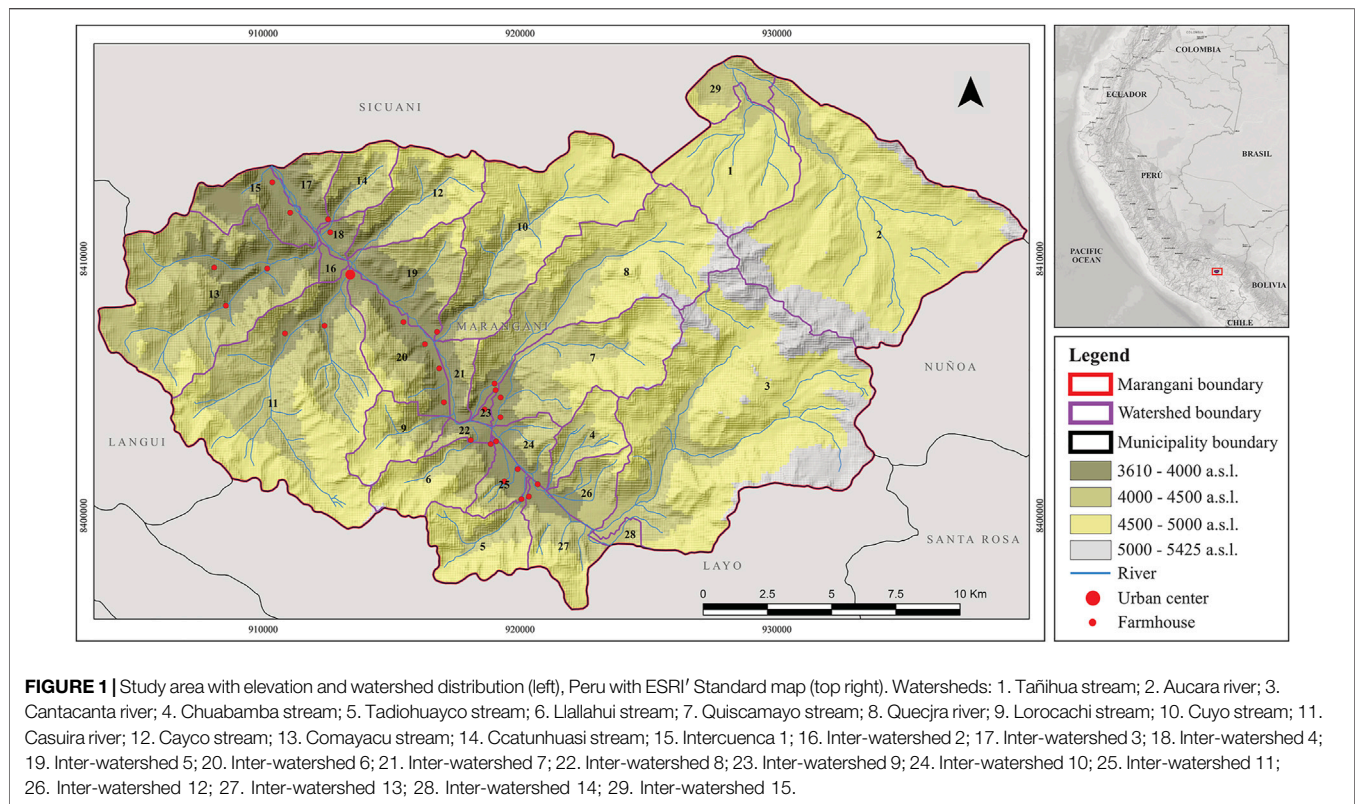 910000
920000
930000
SICUANI
29
1
15
17
14
12
10
2
18
8410000
8410000
16
19
8
13
MARANGANI
20
7
NUÑOA
21
3
11
23
LANGUI
9
22
24
4
6
25
26
8400000
8400000
28
SANTA ROSA
5
27
LAYO
0 2.5 5 7.5 10 Km
910000
920000
930000
COLOMBIA
ECUADOR
BRASIL
PERÚ
PACIFIC
OCEAN
BOLIVIA
CHILE
Legend
Marangani boundary
Watershed boundary
Municipality boundary
3610 - 4000 a.s.l.
4000 - 4500 a.s.l.
4500 - 5000 a.s.l.
5000 - 5425 a.s.l.
River
Urban center
Farmhouse
FIGURE 1 | Study area with elevation and watershed distribution (left), Peru with ESRI′ Standard map (top right). Watersheds: 1. Tañihua stream; 2. Aucara river; 3.
Cantacanta river; 4. Chuabamba stream; 5. Tadiohuayco stream; 6. Llallahui stream; 7. Quiscamayo stream; 8. Quecjra river; 9. Lorocachi stream; 10. Cuyo stream; 11.
Casuira river; 12. Cayco stream; 13. Comayacu stream; 14. Ccatunhuasi stream; 15. Intercuenca 1; 16. Inter-watershed 2; 17. Inter-watershed 3; 18. Inter-watershed 4;
19. Inter-watershed 5; 20. Inter-watershed 6; 21. Inter-watershed 7; 22. Inter-watershed 8; 23. Inter-watershed 9; 24. Inter-watershed 10; 25. Inter-watershed 11;
26. Inter-watershed 12; 27. Inter-watershed 13; 28. Inter-watershed 14; 29. Inter-watershed 15.